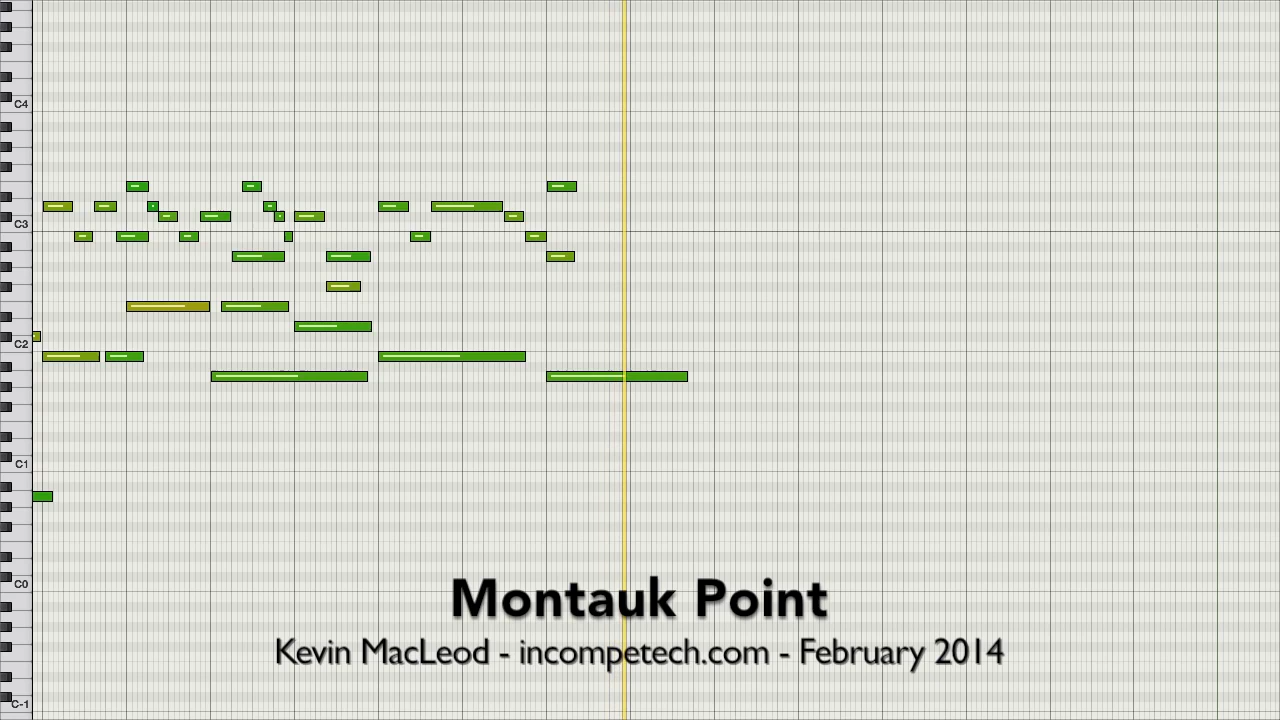 C4
C3
C2
C1
C0
Montauk Point
Kevin MacLeod - incompetech.com - February 2014
C-1